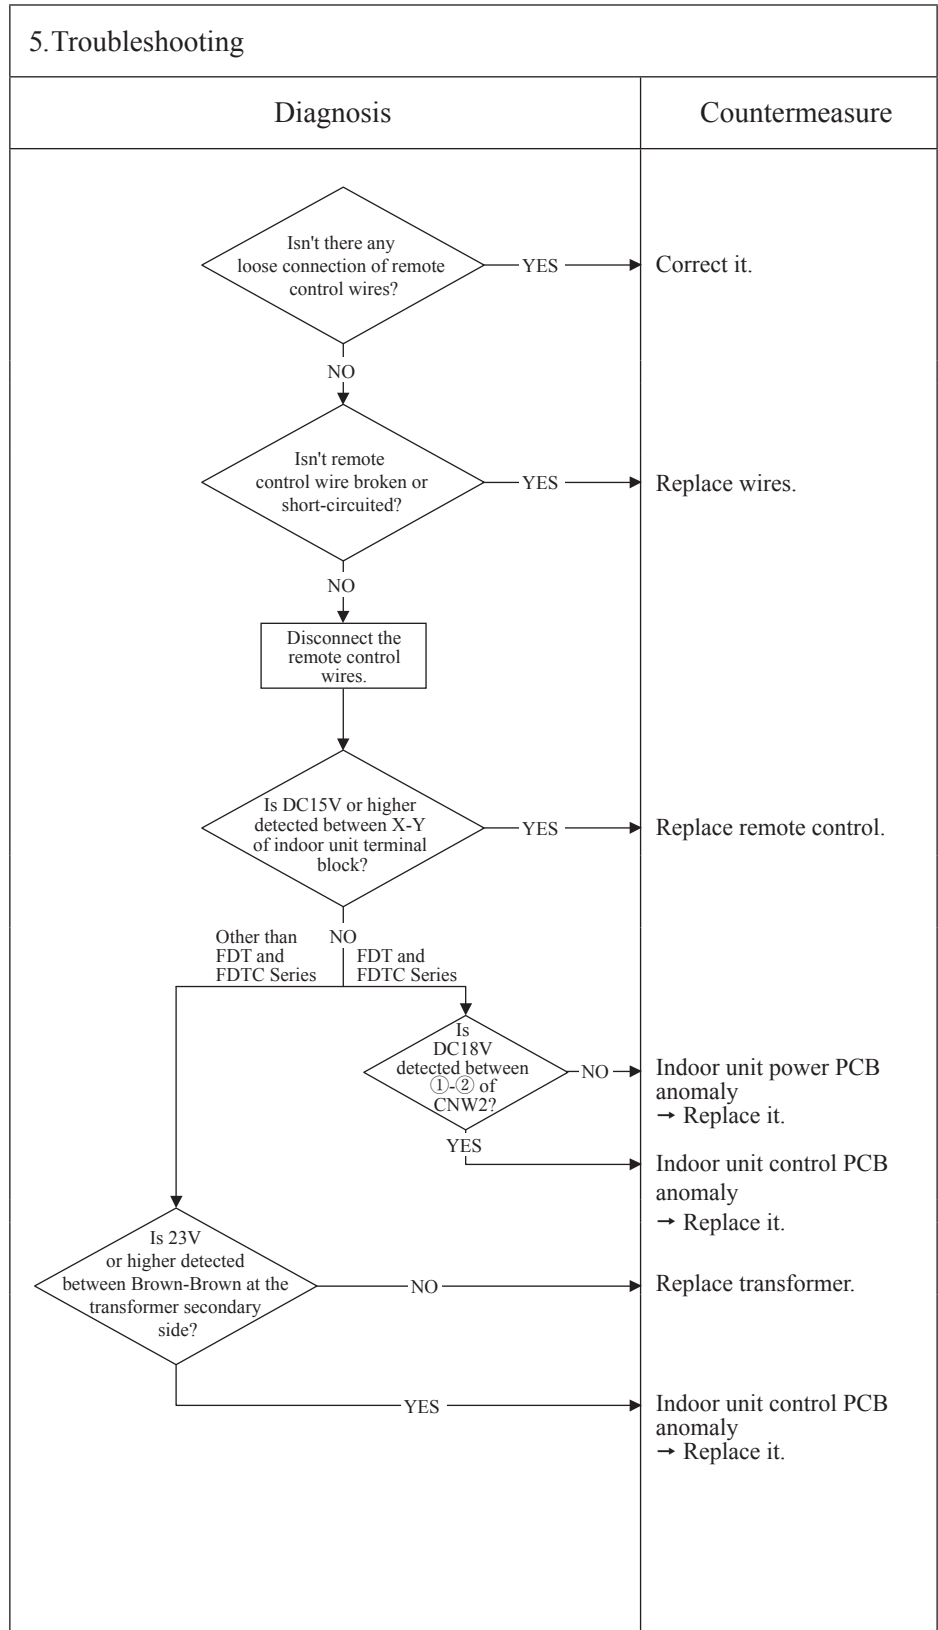 5.Troubleshooting
Diagnosis
Countermeasure
Isn't there any
loose connection of remote
control wires?
YES
Correct it.
NO
Isn't remote
control wire broken or
short-circuited?
YES
Replace wires.
NO
Disconnect the
remote control
wires.
Is DC15V or higher
detected between X-Y
of indoor unit terminal
block?
YES
Replace remote control.
NO
Other than
FDT and
FDTC Series
FDT and
FDTC Series
Is
DC18V
detected between
①-② of
CNW2?
NO
Indoor unit power PCB
anomaly
→ Replace it.
YES
Indoor unit control PCB
anomaly
→ Replace it.
Is 23V
or higher detected
between Brown-Brown at the
transformer secondary
side?
NO
Replace transformer.
YES
Indoor unit control PCB
anomaly
→ Replace it.